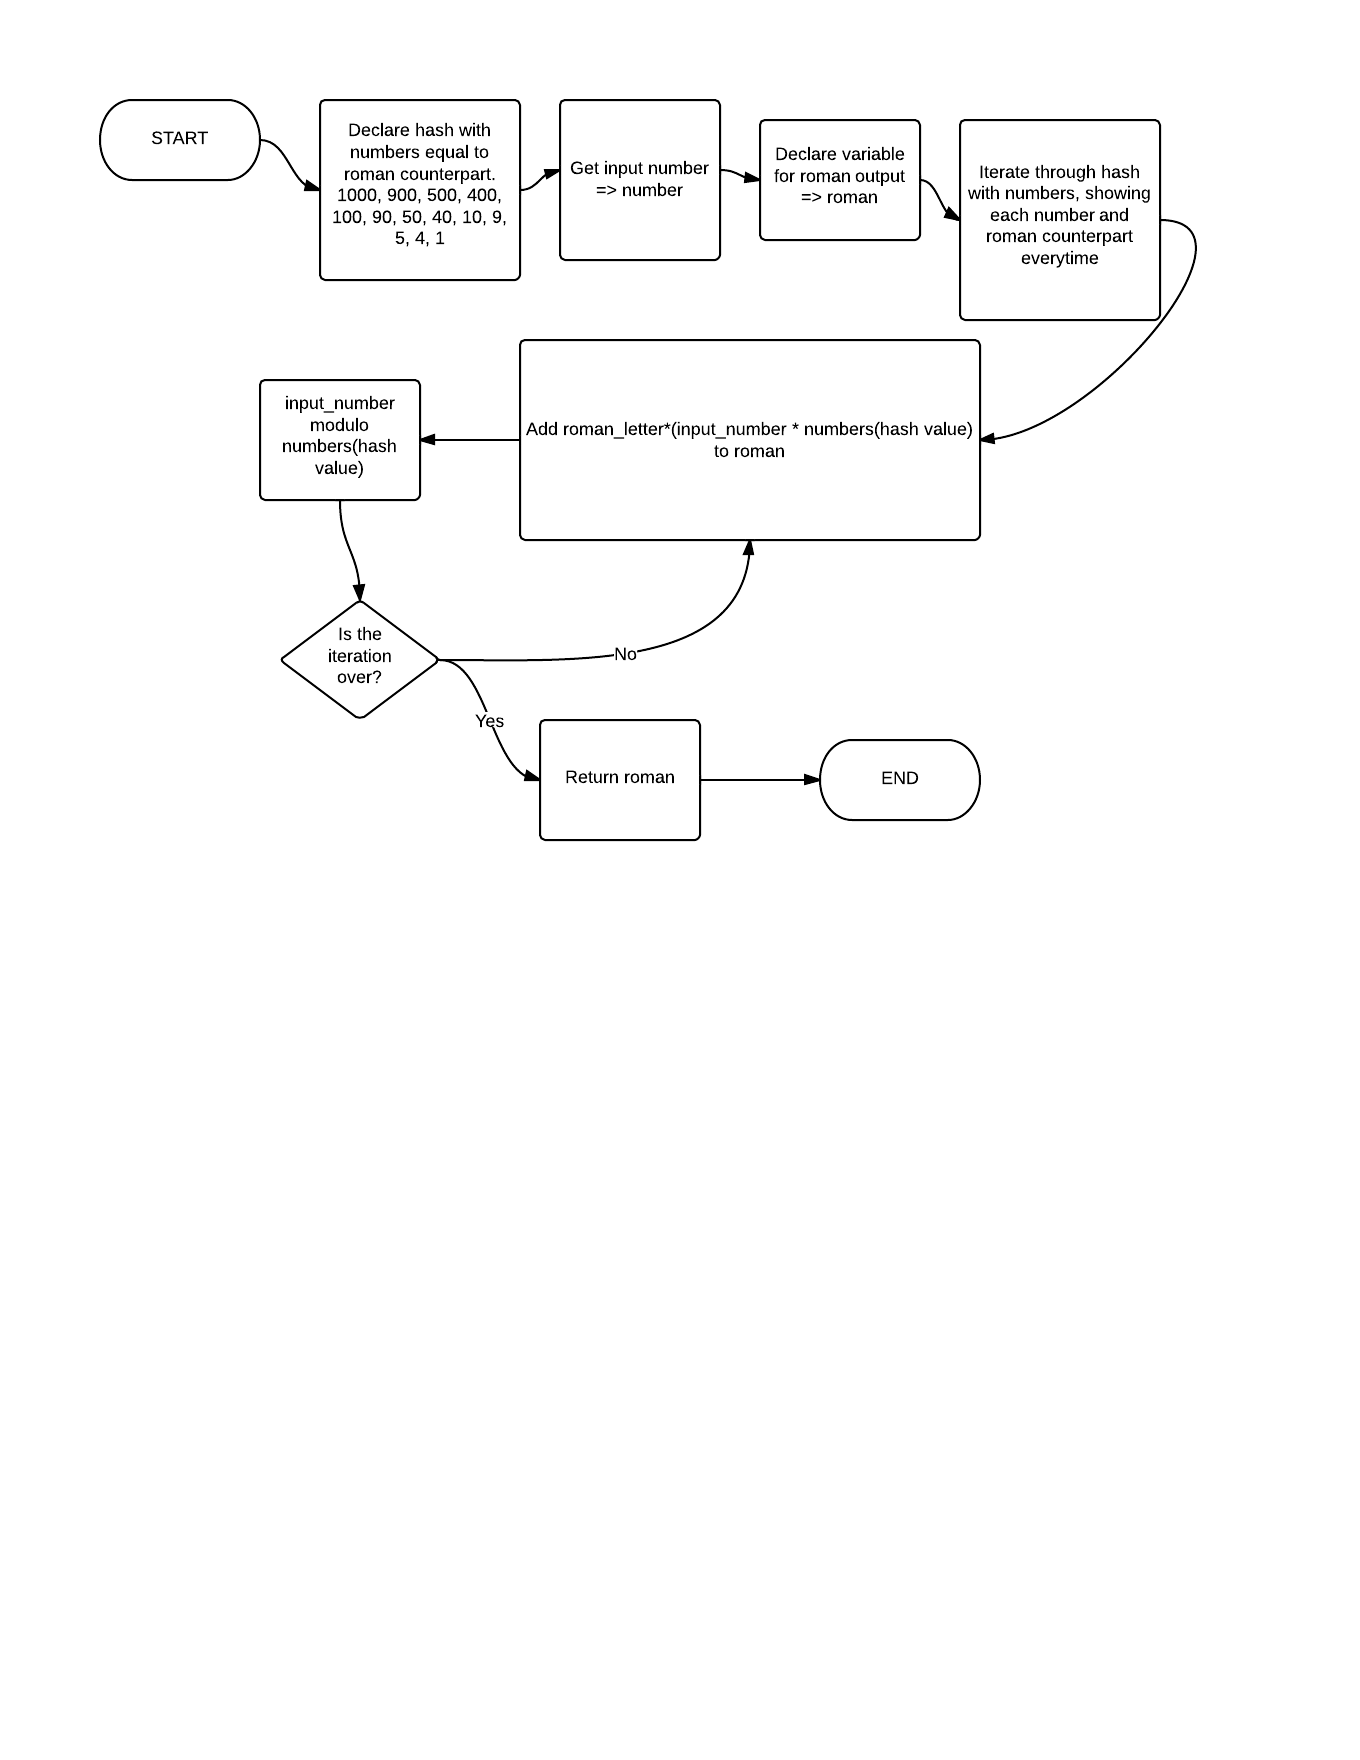 START
Declare hash with
numbers equal to
roman counterpart.
1000, 900, 500, 400,
100, 90, 50, 40, 10, 9,
5, 4, 1
Get input number
=> number
Declare variable
for roman output
=> roman
Iterate through hash
with numbers, showing
each number and
roman counterpart
everytime
Add roman_letter*(input_number * numbers(hash value)
to roman
input_number
modulo
numbers(hash
value)
Is the
iteration
over?
No
Yes
Return roman
END